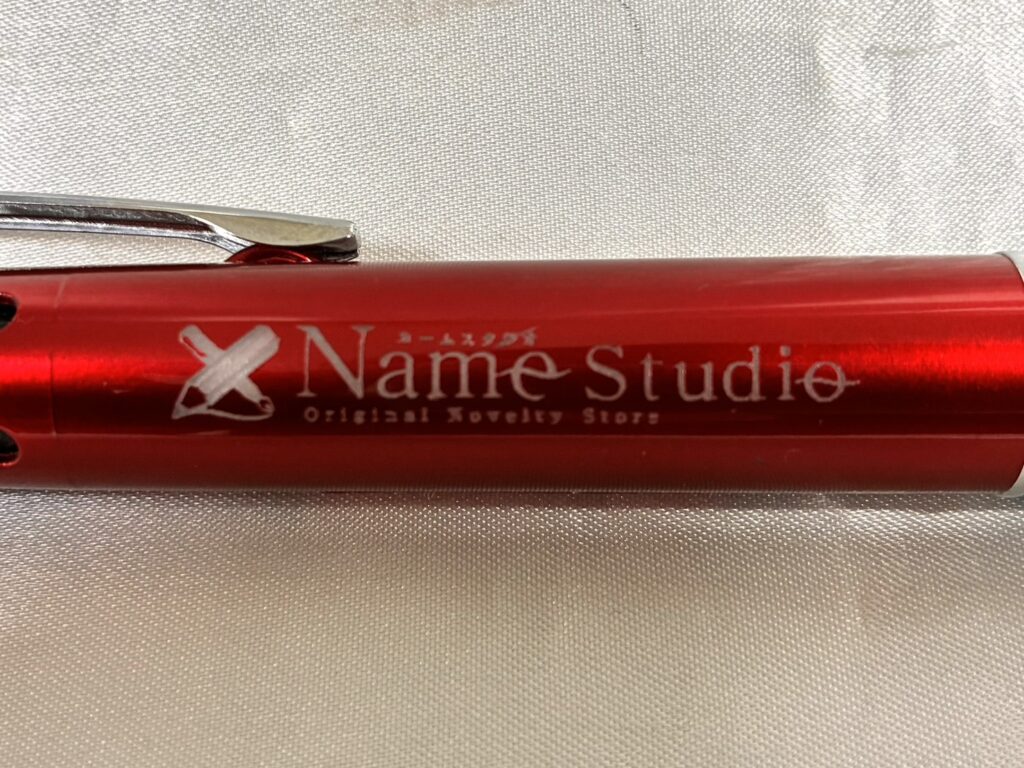 ネームスタジオ
Name Studio
Original Novelty Store